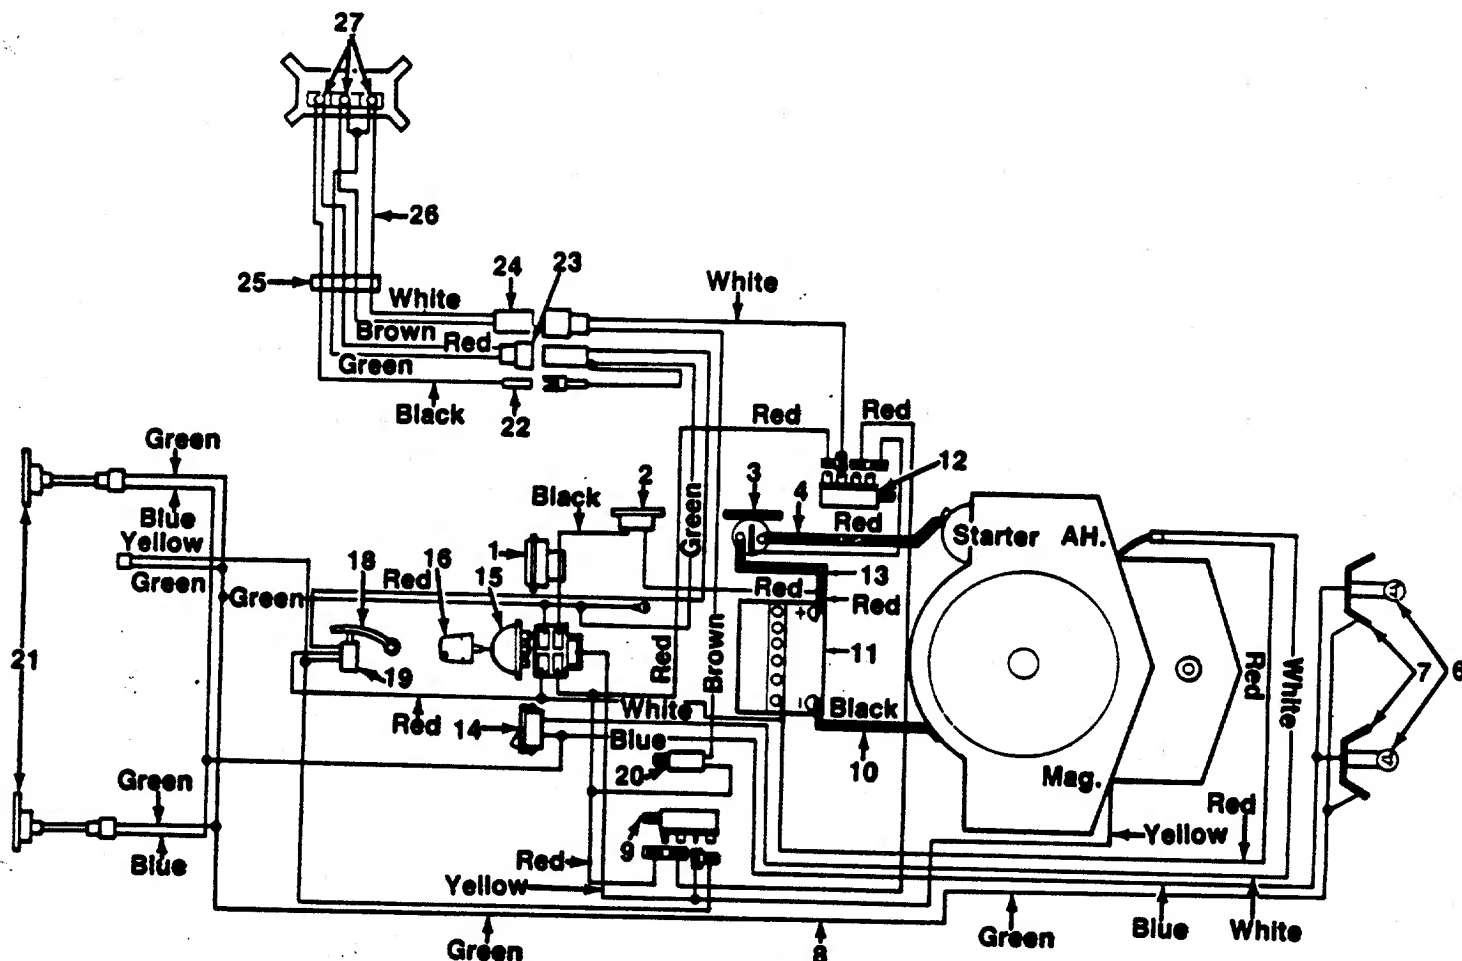 27
26
25
24
23
White
White
Brown
Red
Green
Black
22
Red
Red
12
Green
Blue
Yellow
Green
Green
Black
2
3
4
Red
Starter
AH.
1
Green
13
18
Red
16
15
Red
Red
21
19
Red
Brown
11
Red
White
7
6
Red
14
White
Black
Blue
20
10
Mag.
Green
Blue
Red
Yellow
9
Red
Yellow
Green
8
Green
Blue
White